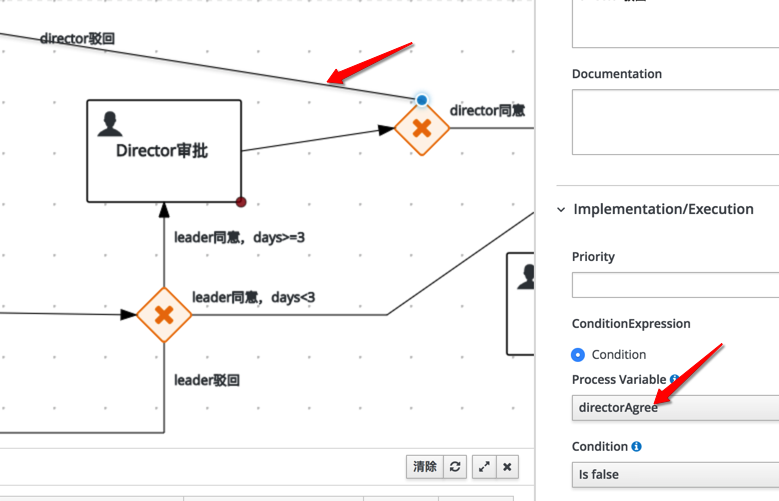 director驳回
director同意
Director审批
leader同意，days>=3
leader同意，days<3
leader驳回
清除
Documentation
Implementation/Execution
Priority
ConditionExpression
Condition
Process Variable
directorAgree
Condition
Is false